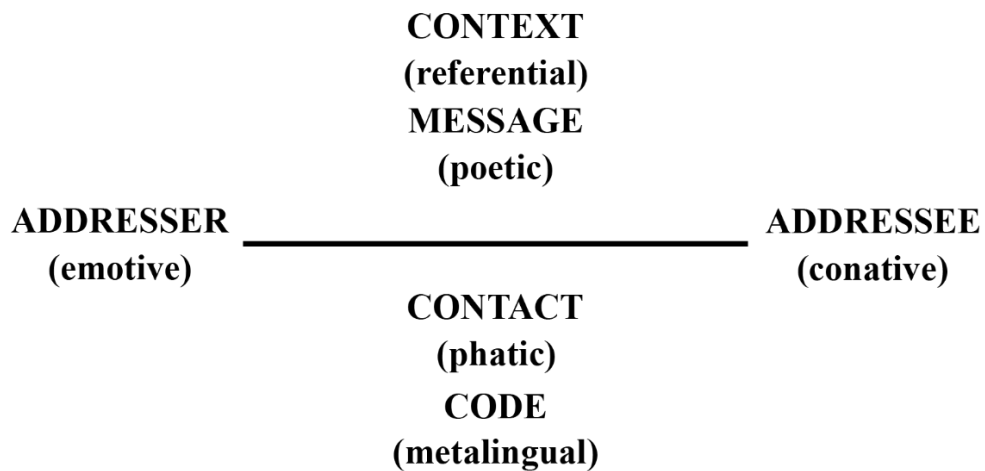 CONTEXT
(referential)
MESSAGE
(poetic)
ADDRESSER
(emotive)
ADDRESSEE
(conative)
CONTACT
(phatic)
CODE
(metalingual)